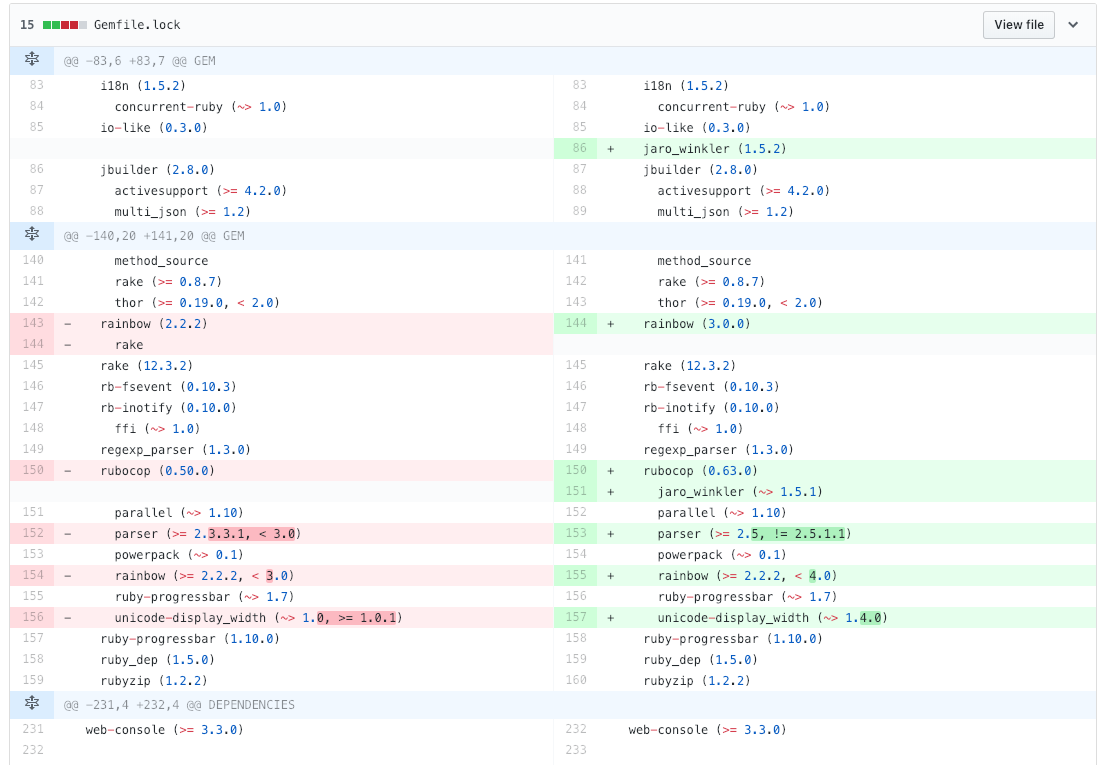 15 Gemfile.lock View file
@@ -83,6 +83,7 @@ GEM
83 i18n (1.5.2) 83 i18n (1.5.2)
84 concurrent-ruby (~> 1.0) 84 concurrent-ruby (~> 1.0)
85 io-like (0.3.0) 85 io-like (0.3.0)
86 + jaro_winkler (1.5.2)
86 jbuilder (2.8.0) 87 jbuilder (2.8.0)
87 activesupport (>= 4.2.0) 88 activesupport (>= 4.2.0)
88 multi_json (>= 1.2) 89 multi_json (>= 1.2)
@@ -140,20 +141,20 @@ GEM
140 method_source 141 method_source
141 rake (>= 0.8.7) 142 rake (>= 0.8.7)
142 thor (>= 0.19.0, < 2.0) 143 thor (>= 0.19.0, < 2.0)
143 - rainbow (2.2.2) 144 + rainbow (3.0.0)
144 - rake
145 rake (12.3.2) 145 rake (12.3.2)
146 rb-fsevent (0.10.3) 146 rb-fsevent (0.10.3)
147 rb-inotify (0.10.0) 147 rb-inotify (0.10.0)
148 ffi (~> 1.0) 148 ffi (~> 1.0)
149 regexp_parser (1.3.0) 149 regexp_parser (1.3.0)
150 - rubocop (0.50.0) 150 + rubocop (0.63.0)
151 + jaro_winkler (~> 1.5.1)
151 parallel (~> 1.10) 152 parallel (~> 1.10)
152 - parser (>= 2.3.3.1, < 3.0) 153 + parser (>= 2.5, != 2.5.1.1)
153 powerpack (~> 0.1) 154 powerpack (~> 0.1)
154 - rainbow (>= 2.2.2, < 3.0) 155 + rainbow (>= 2.2.2, < 4.0)
155 ruby-progressbar (~> 1.7) 156 ruby-progressbar (~> 1.7)
156 - unicode-display_width (~> 1.0, >= 1.0.1) 157 + unicode-display_width (~> 1.4.0)
157 ruby-progressbar (1.10.0) 158 ruby-progressbar (1.10.0)
158 ruby_dep (1.5.0) 159 ruby_dep (1.5.0)
159 rubyzip (1.2.2) 160 rubyzip (1.2.2)
@@ -231,4 +232,4 @@ DEPENDENCIES
231 web-console (>= 3.3.0) 232 web-console (>= 3.3.0)
232 233